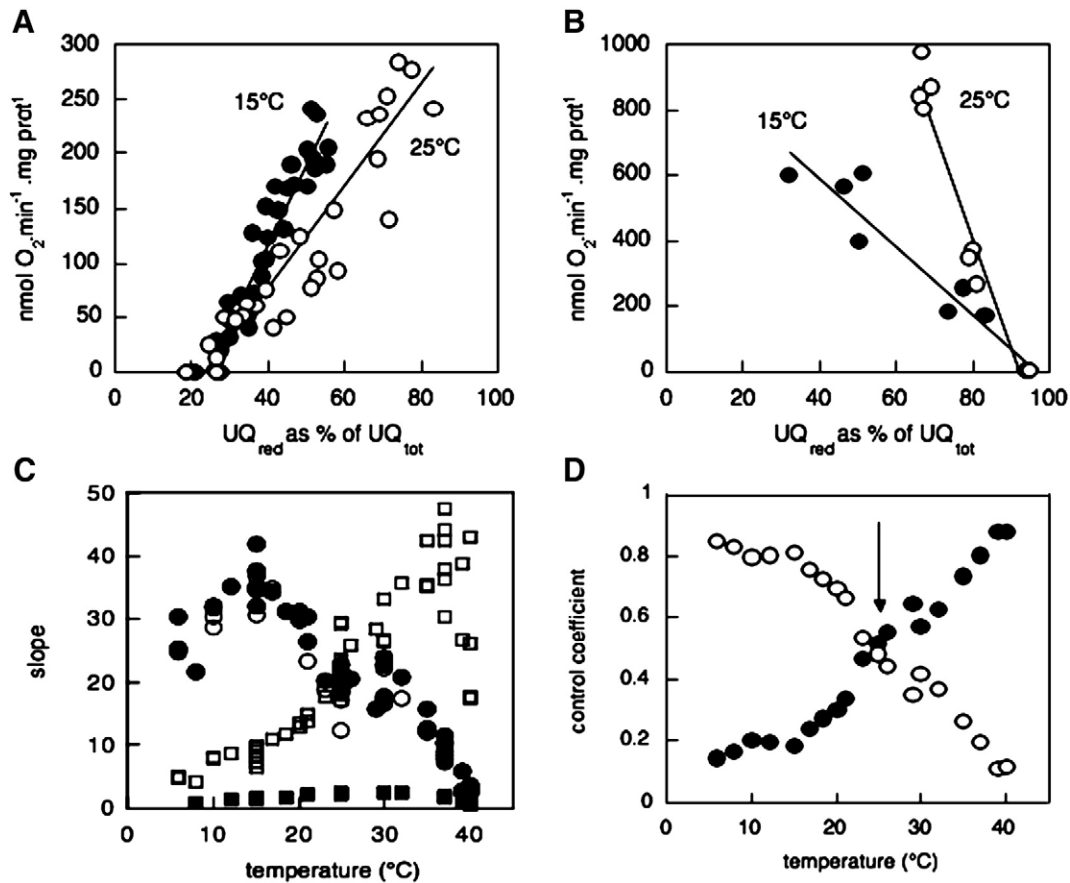 A
300
250
200
150
100
50
0
nmol O2.min-1 .mg prot1
15°C
25°C
0 20 40 60 80 100
UQred as % of UQtot
B
1000
800
600
400
200
0
nmol O2.min-1 .mg prot1
15°C
25°C
0 20 40 60 80 100
UQred as % of UQtot
C
50
40
30
20
10
0
slope
0 10 20 30 40
temperature (°C)
D
1
0.8
0.6
0.4
0.2
0
control coefficient
0 10 20 30 40
temperature (°C)